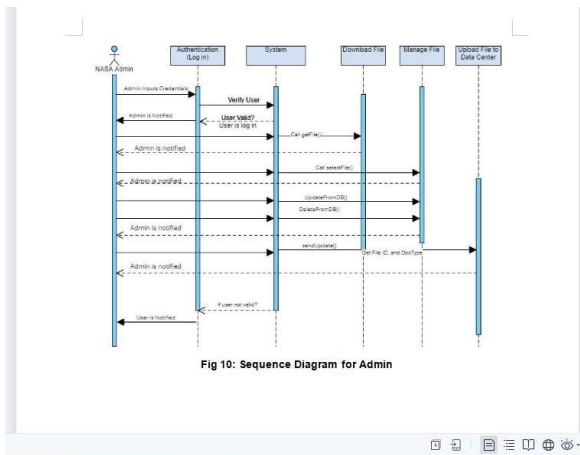 Authentication
(Log in)
System
Download File
Manage File
Upload File to
Data Center
NASA Admin
Admin Inputs Credentials
Verify User
Admin is Notified
User Valid?
User is log in
Call getFile()
Admin is notified
Call selectFile()
Admin is notified
UpdateFromDB()
DeleteFromDB()
Admin is notified
sendUpdate()
Get File, ID, and DocType
Admin is notified
if user not valid?
User is Notified
Fig 10: Sequence Diagram for Admin